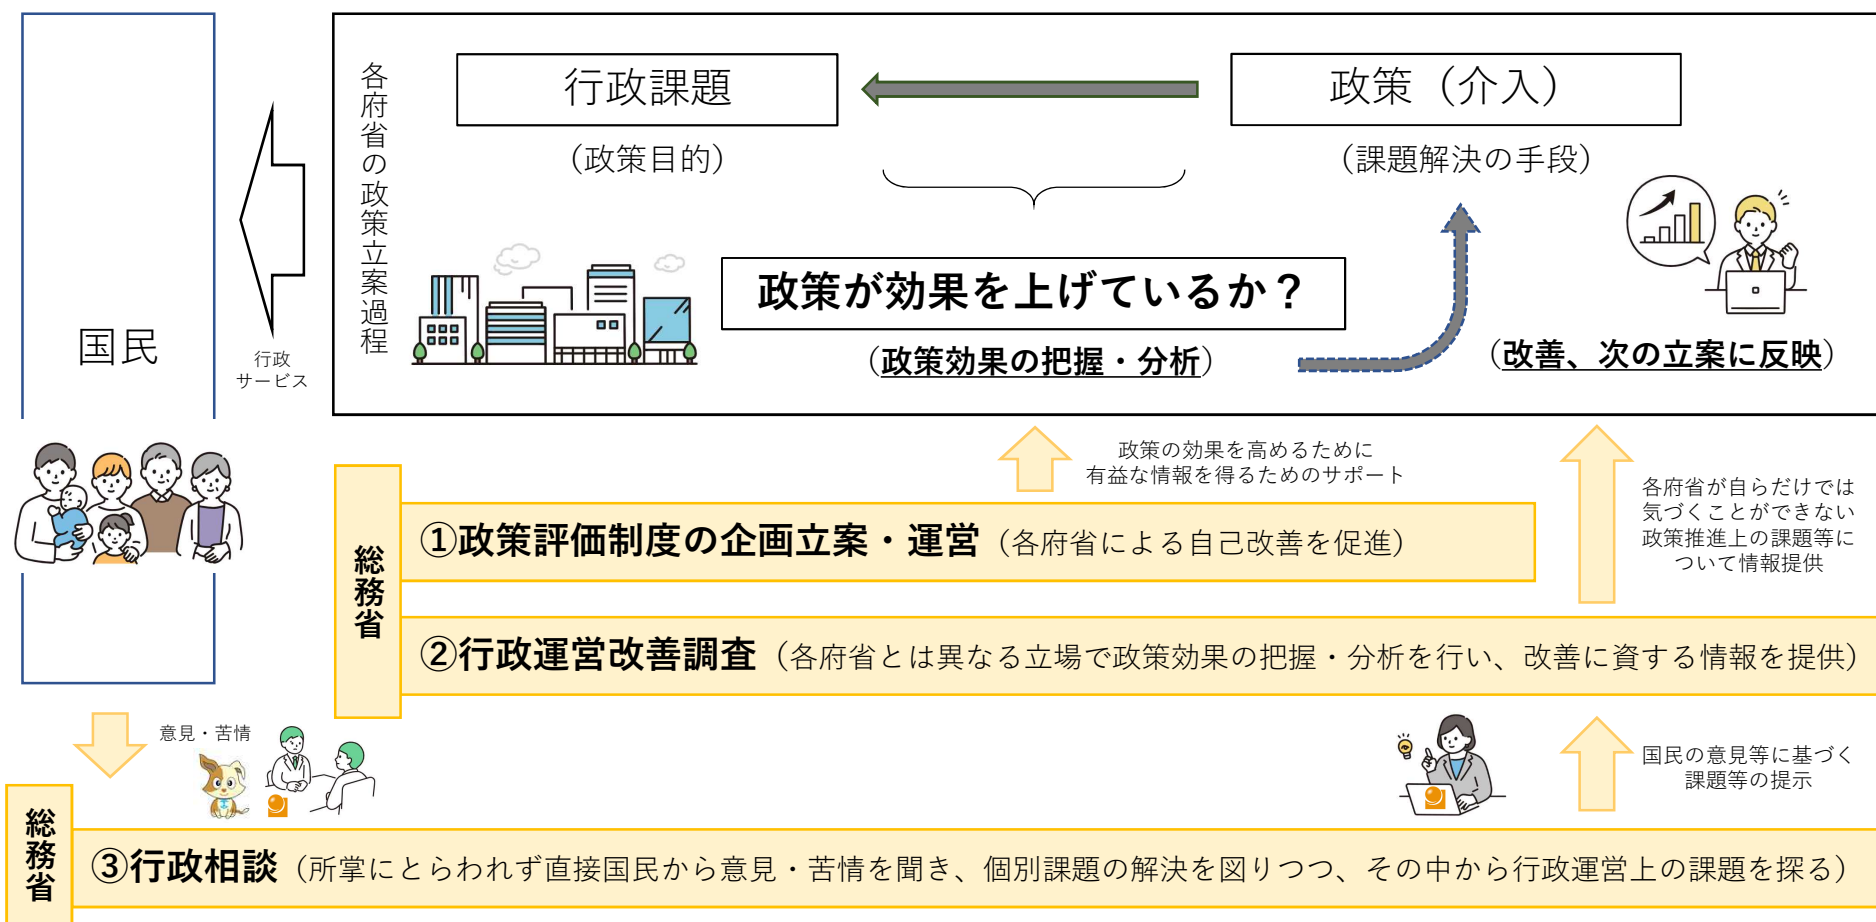 国民
行政
サービス
各府省の政策立案過程
行政課題
（政策目的）
政策（介入）
（課題解決の手段）
政策が効果を上げているか？
（政策効果の把握・分析）
（改善、次の立案に反映）
政策の効果を高めるために
有益な情報を得るためのサポート
各府省が自らだけでは
気づくことができない
政策推進上の課題等に
ついて情報提供
総務省
①政策評価制度の企画立案・運営（各府省による自己改善を促進）
②行政運営改善調査（各府省とは異なる立場で政策効果の把握・分析を行い、改善に資する情報を提供）
意見・苦情
国民の意見等に基づく
課題等の提示
総務省
③行政相談（所掌にとらわれず直接国民から意見・苦情を聞き、個別課題の解決を図りつつ、その中から行政運営上の課題を探る）